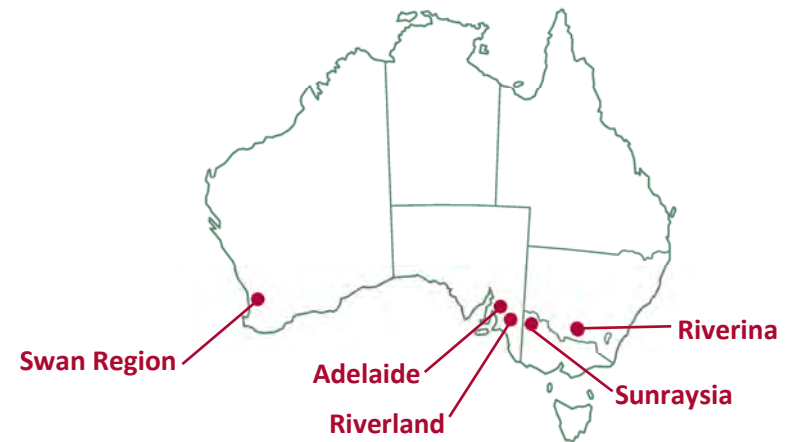 Swan Region
Adelaide
Riverland
Sunraysia
Riverina